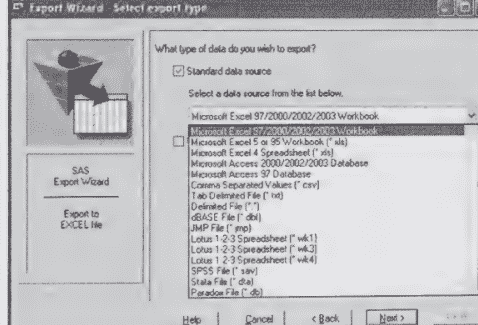 Export Wizard - Select export type
What type of data do you wish to export?
Standard data source
Select a data source from the list below.
Microsoft Excel 97/2000/2002/2003 Workbook
Microsoft Excel 97/2000/2002/2003 Workbook
Microsoft Excel 5 or 95 Workbook (*.xls)
Microsoft Excel 4 Spreadsheet (*.xls)
Microsoft Access 2000/2002/2003 Database
Microsoft Access 97 Database
Comma Separated Values (*.csv)
Tab Delimited File (*.txt)
Delimited File (*.*)
dBASE File (*.dbf)
JMP File (*.jmp)
Lotus 1-2-3 Spreadsheet (*.wk1)
Lotus 1-2-3 Spreadsheet (*.wk3)
Lotus 1-2-3 Spreadsheet (*.wk4)
SPSS File (*.sav)
Stata File (*.dta)
Paradox File (*.db)
SAS
Export Wizard
Export to
EXCEL file
Help Cancel < Back Next >